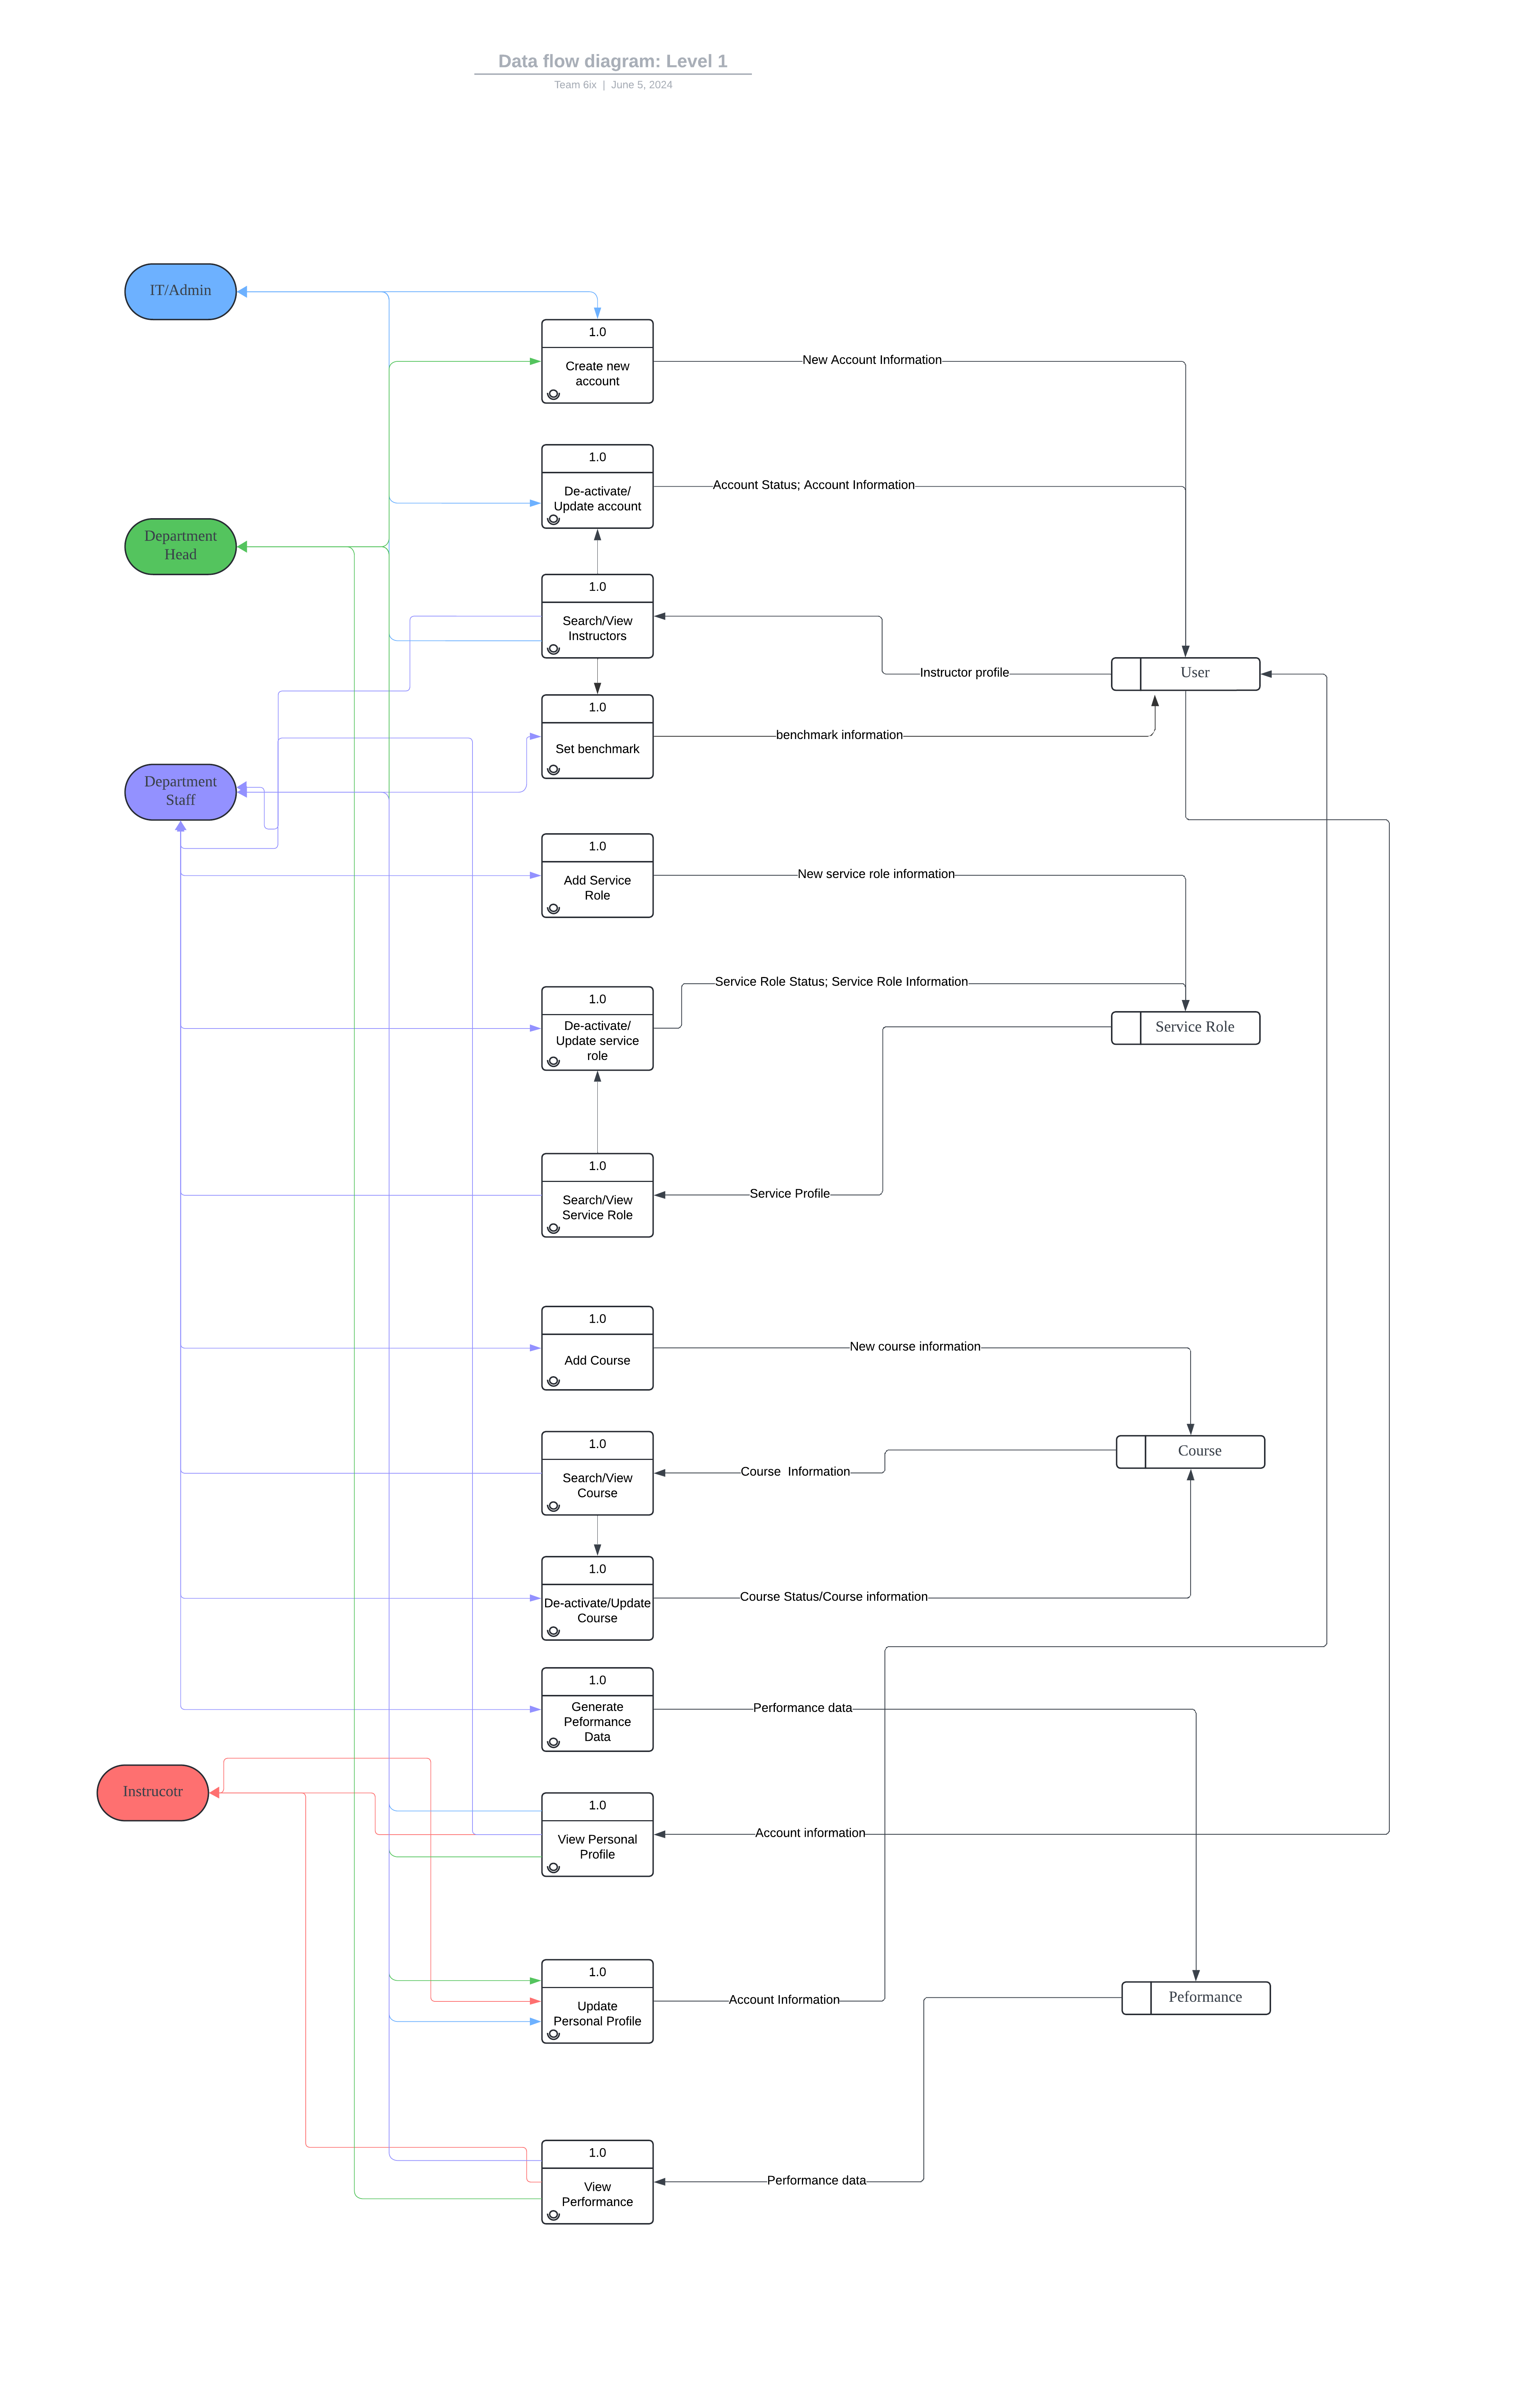 Data flow diagram: Level 1
Team 6ix | June 5, 2024
IT/Admin
1.0
Create new
account
New Account Information
1.0
De-activate/
Update account
Account Status; Account Information
Department
Head
1.0
Search/View
Instructors
Instructor profile
User
1.0
Set benchmark
benchmark information
Department
Staff
1.0
Add Service
Role
New service role information
1.0
De-activate/
Update service
role
Service Role Status; Service Role Information
Service Role
1.0
Search/View
Service Role
Service Profile
1.0
Add Course
New course information
1.0
Search/View
Course
Course  Information
Course
1.0
De-activate/Update
Course
Course Status/Course information
1.0
Generate
Peformance
Data
Performance data
Instrucotr
1.0
View Personal
Profile
Account information
1.0
Update
Personal Profile
Account Information
Peformance
1.0
View
Performance
Performance data